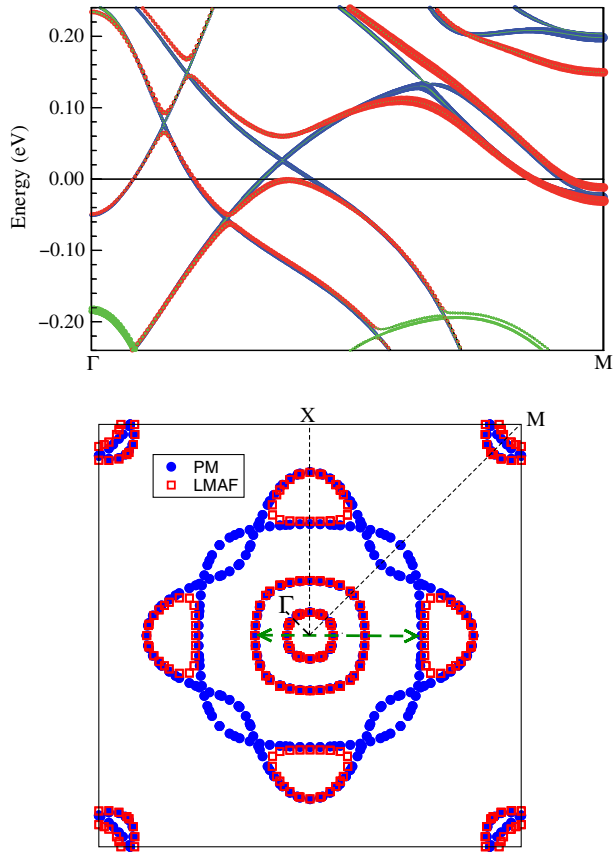 0.20
0.10
0.00
−0.10
−0.20
Energy (eV)
Γ M
X
M
PM
LMAF
Γ